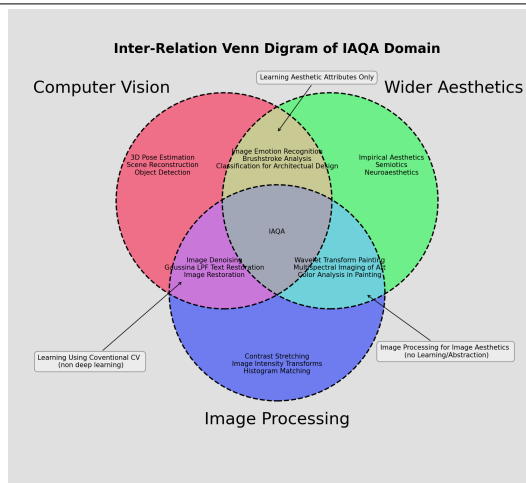 Inter-Relation Venn Digram of IAQA Domain
Learning Aesthetic Attributes Only
Computer Vision
Wider Aesthetics
Image Emotion Recognition
Brushstroke Analysis
Classification for Architectual Design
3D Pose Estimation
Scene Reconstruction
Object Detection
Impirical Aesthetics
Semiotics
Neuroaesthetics
IAQA
Image Denoising
Gaussina LPF Text Restoration
Image Restoration
Wavelet Transform Painting
Multispectral Imaging of Art
Color Analysis in Painting
Learning Using Coventional CV
(non deep learning)
Image Processing for Image Aesthetics
(no Learning/Abstraction)
Contrast Stretching
Image Intensity Transforms
Histogram Matching
Image Processing